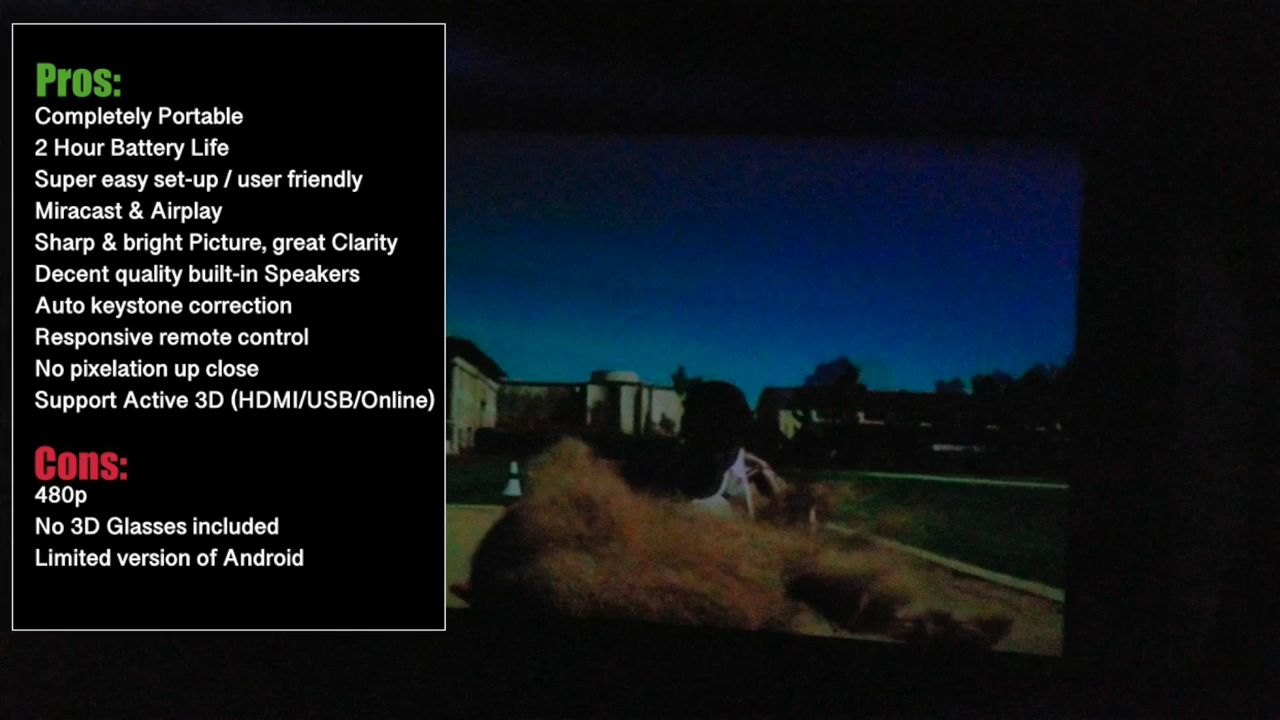 Pros:
Completely Portable
2 Hour Battery Life
Super easy set-up / user friendly
Miracast & Airplay
Sharp & bright Picture, great Clarity
Decent quality built-in Speakers
Auto keystone correction
Responsive remote control
No pixelation up close
Support Active 3D (HDMI/USB/Online)
Cons:
480p
No 3D Glasses included
Limited version of Android